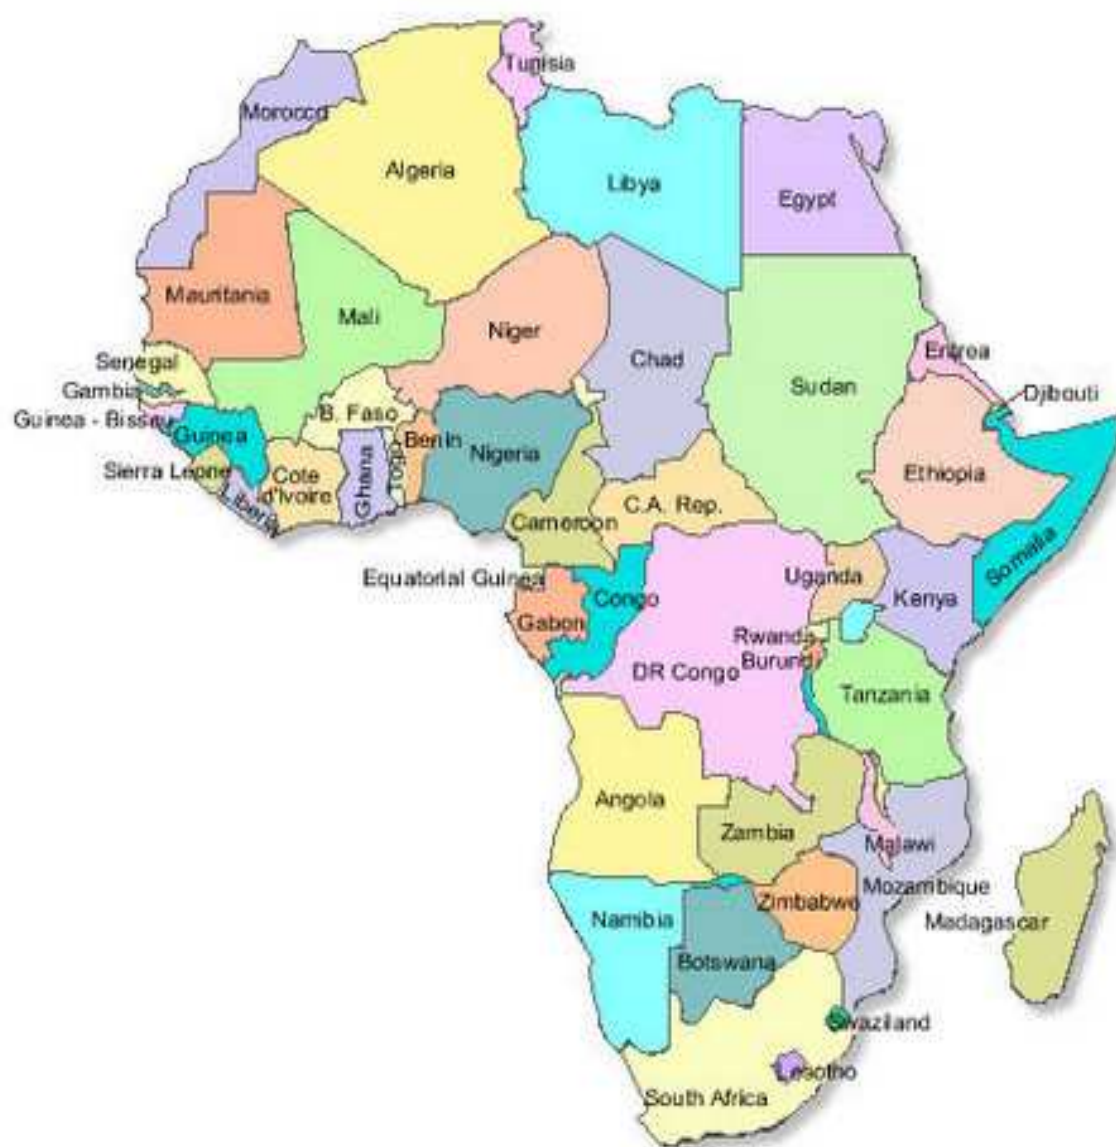 Tunisia
Morocco
Algeria
Libya
Egypt
Mauritania
Mali
Niger
Chad
Sudan
Eritrea
Senegal
Gambia
Djibouti
Guinea - Bissau
B. Faso
Guinea
Benin
Nigeria
Togo
Ghana
Ethiopia
Sierra Leone
Cote
d'Ivoire
Liberia
C.A. Rep.
Cameroon
Somalia
Equatorial Guinea
Uganda
Congo
Kenya
Gabon
Rwanda
Burundi
DR Congo
Tanzania
Angola
Zambia
Malawi
Mozambique
Zimbabwe
Namibia
Madagascar
Botswana
Swaziland
Lesotho
South Africa